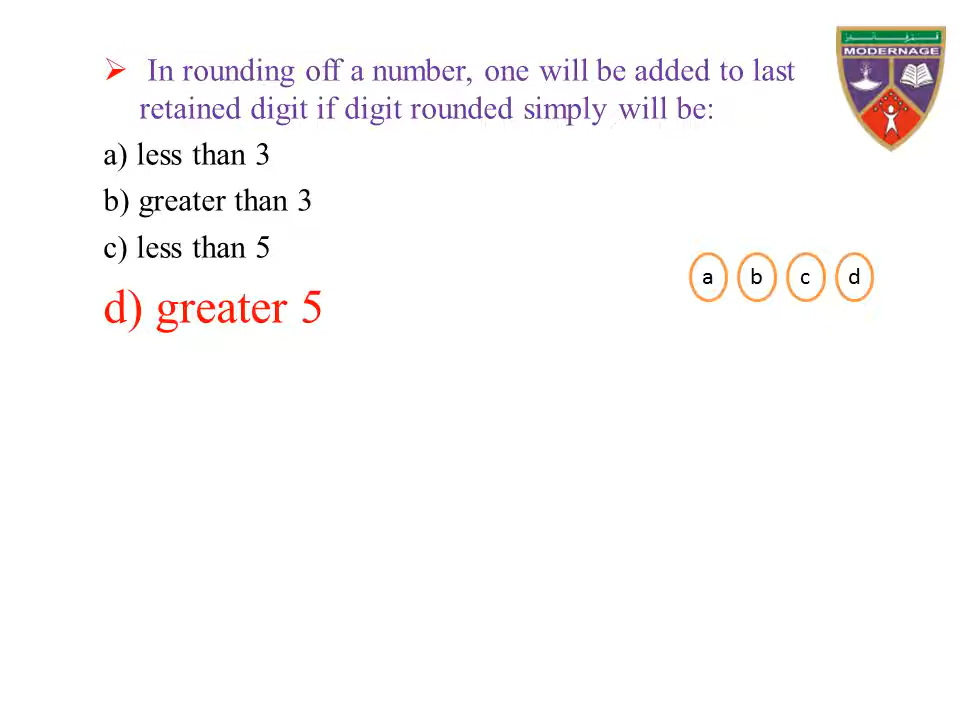 In rounding off a number, one will be added to last
retained digit if digit rounded simply will be:
a) less than 3
b) greater than 3
c) less than 5
d) greater 5
a b c d
MODERNAGE